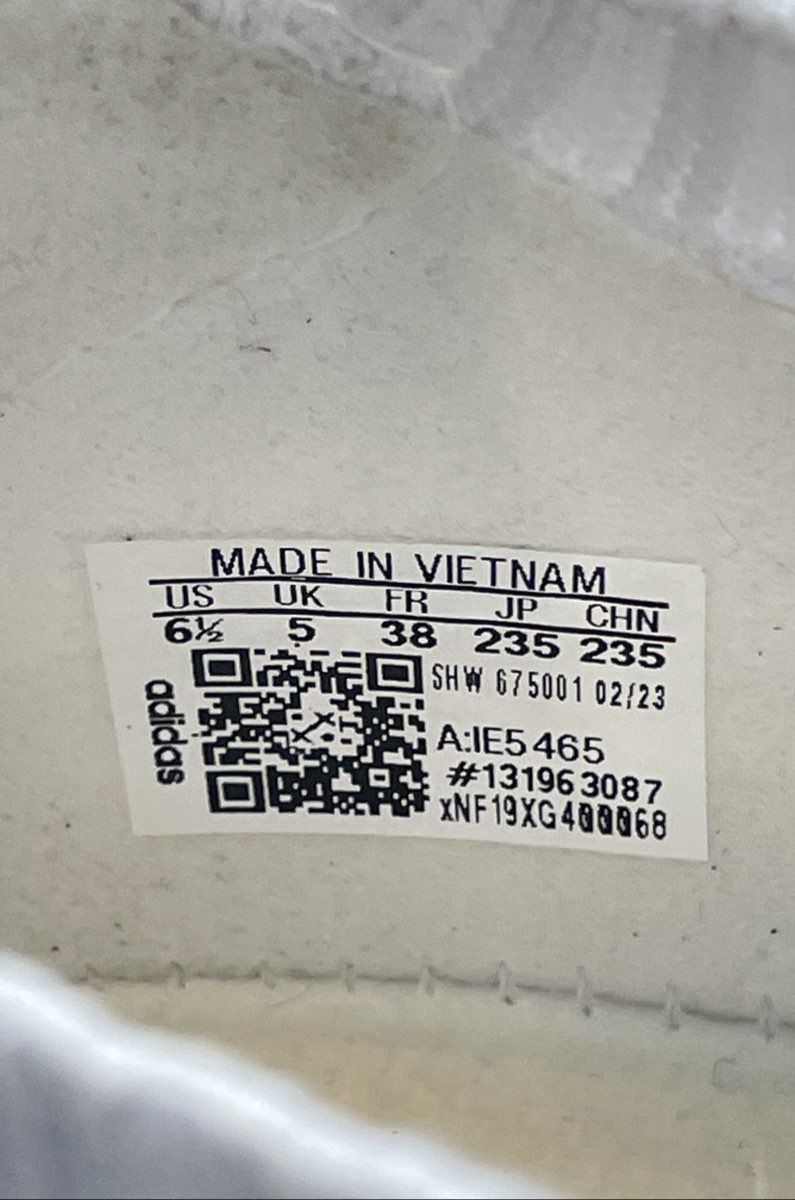 MADE IN VIETNAM
US UK FR JP CHN
6½ 5 38 235 235
adidas
SHW 675001 02/23
A:IE5465
#131963087
xNF19XG400068